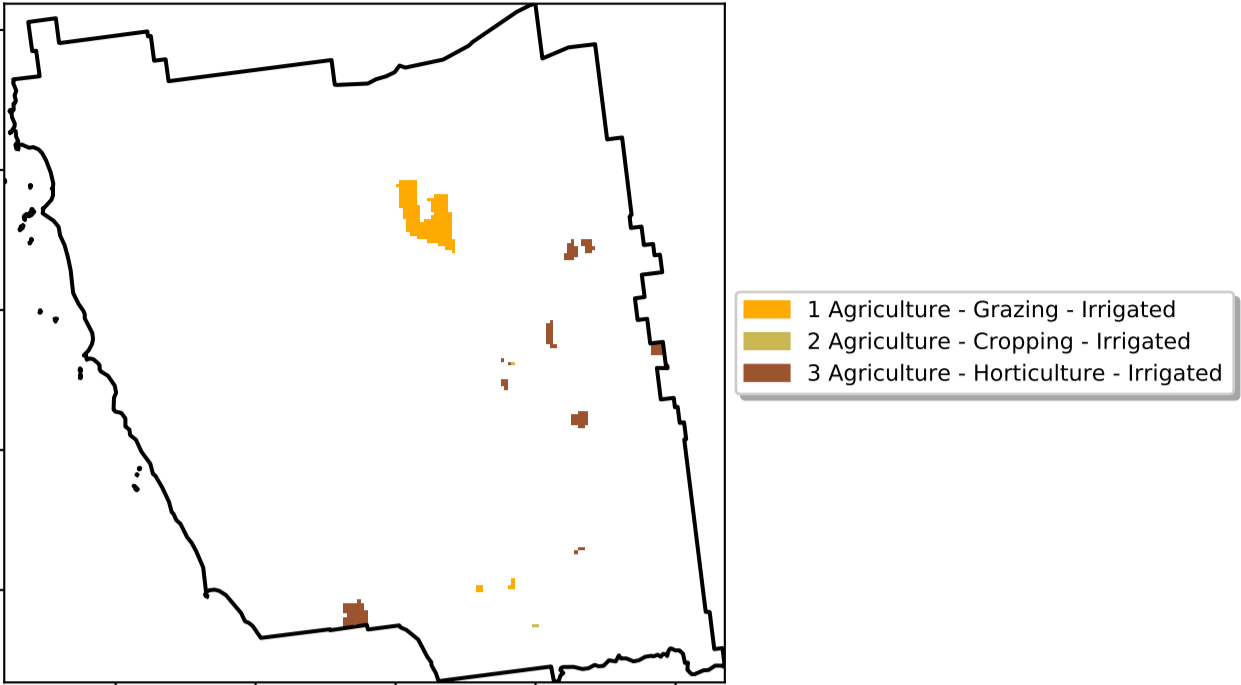 1 Agriculture - Grazing - Irrigated
2 Agriculture - Cropping - Irrigated
3 Agriculture - Horticulture - Irrigated